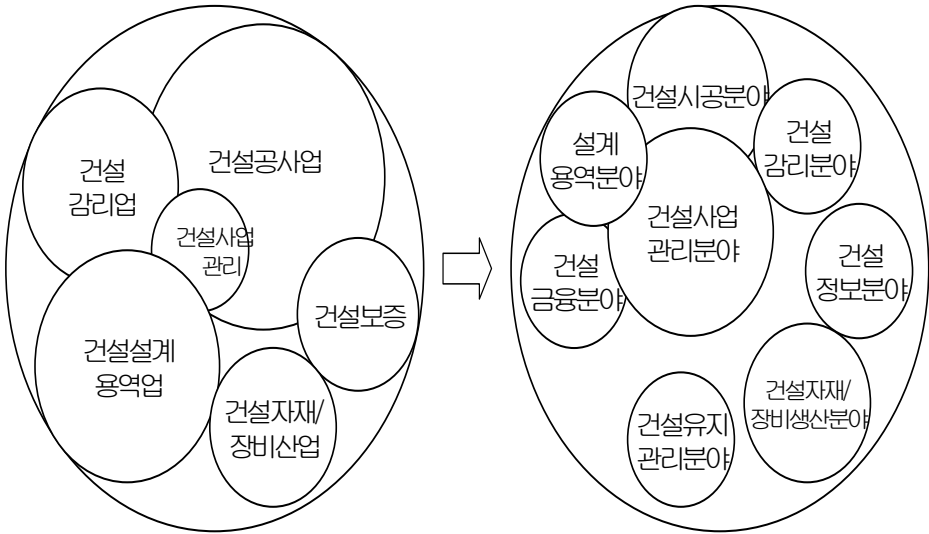 건설
감리업
건설공사업
건설사업
관리
건설보증
건설설계
용역업
건설자재/
장비산업
건설시공분야
설계
용역분야
건설
감리분야
건설사업
관리분야
건설
금융분야
건설
정보분야
건설자재/
장비생산분야
건설유지
관리분야